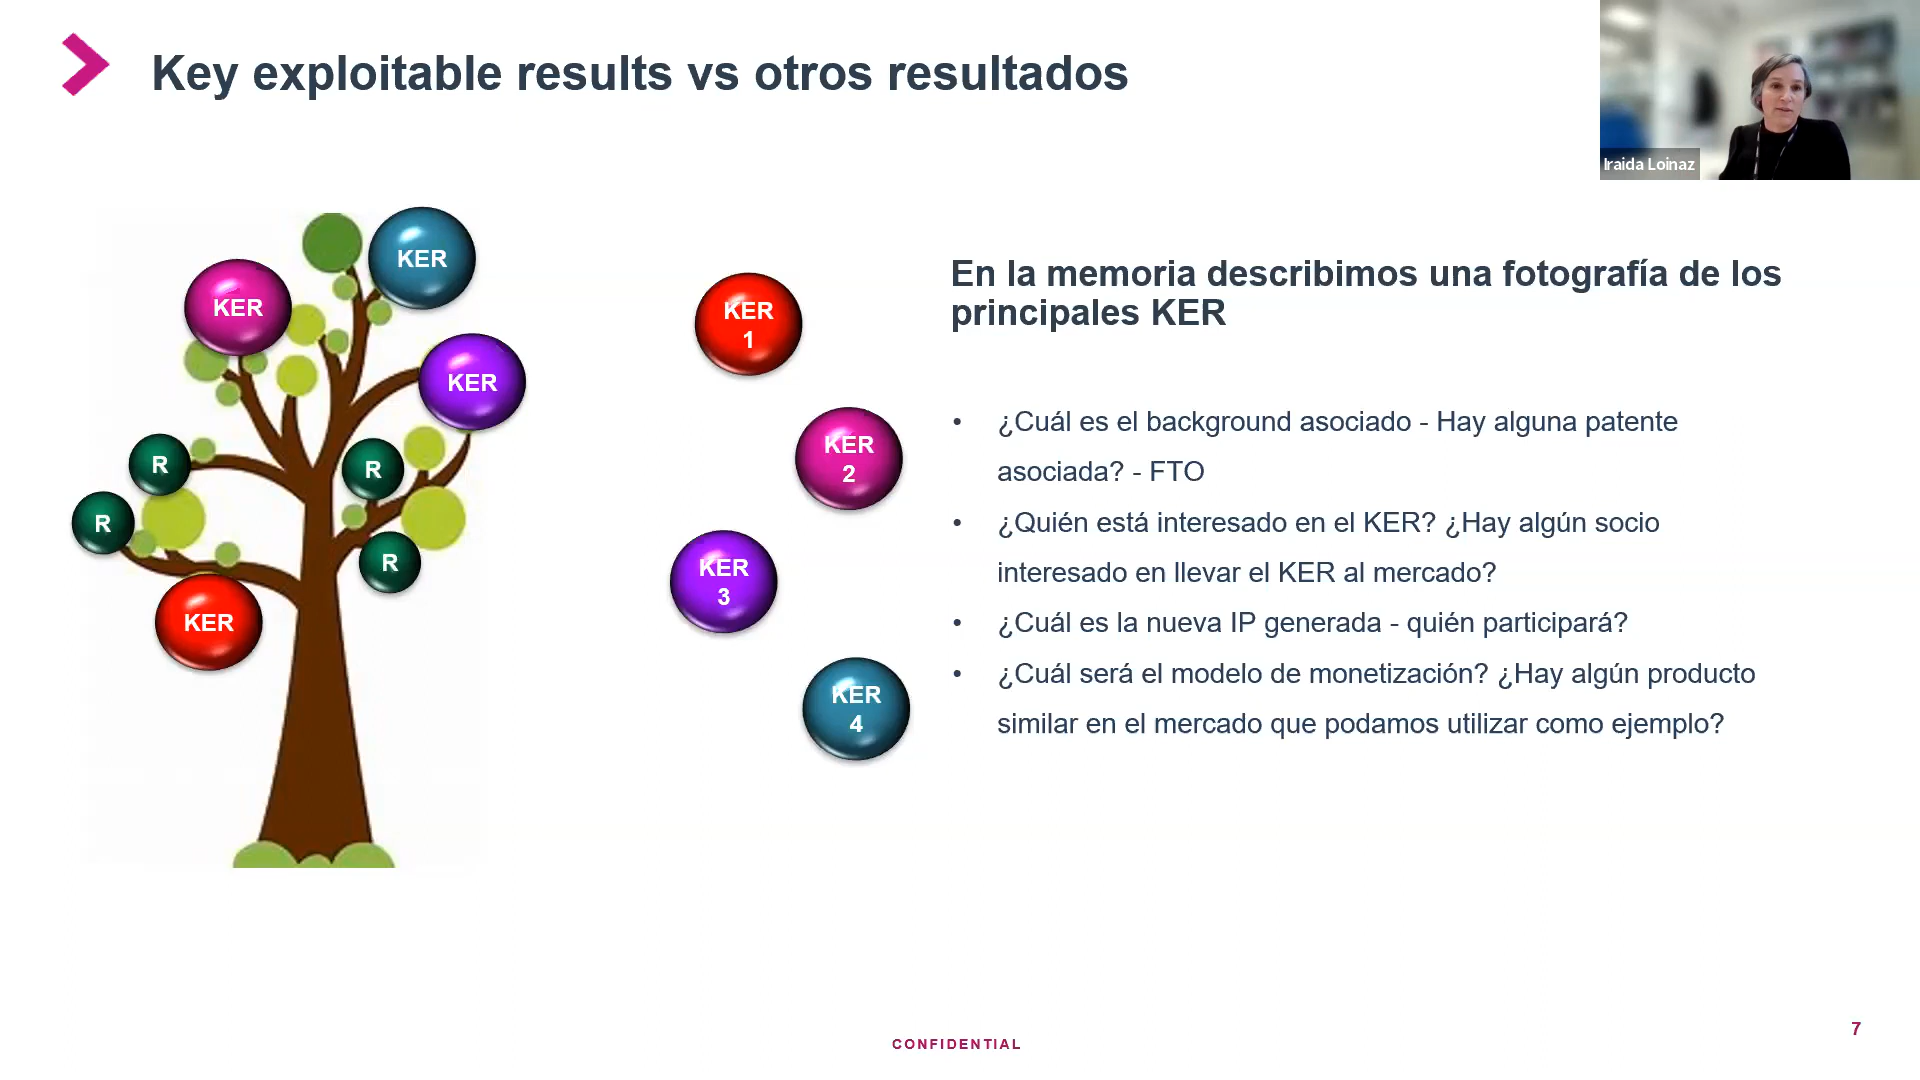 Key exploitable results vs otros resultados
Iraida Loinaz
KER
KER
KER
R
R
R
R
KER
KER
1
KER
2
KER
3
KER
4
En la memoria describimos una fotografía de los
principales KER
• ¿Cuál es el background asociado - Hay alguna patente
asociada? - FTO
• ¿Quién está interesado en el KER? ¿Hay algún socio
interesado en llevar el KER al mercado?
• ¿Cuál es la nueva IP generada - quién participará?
• ¿Cuál será el modelo de monetización? ¿Hay algún producto
similar en el mercado que podamos utilizar como ejemplo?
CONFIDENTIAL
7